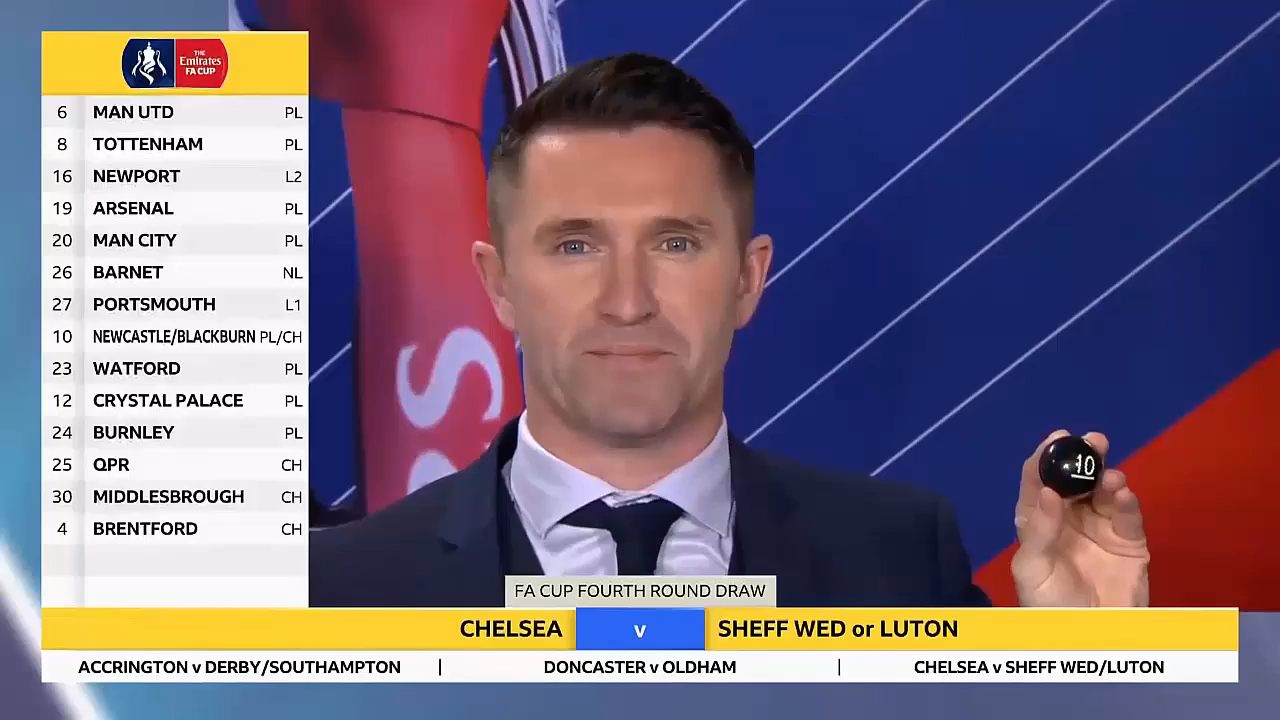 THE
Emirates
FA CUP
6 MAN UTD PL
8 TOTTENHAM PL
16 NEWPORT L2
19 ARSENAL PL
20 MAN CITY PL
26 BARNET NL
27 PORTSMOUTH L1
10 NEWCASTLE/BLACKBURN PL/CH
23 WATFORD PL
12 CRYSTAL PALACE PL
24 BURNLEY PL
25 QPR CH
30 MIDDLESBROUGH CH
4 BRENTFORD CH
10
FA CUP FOURTH ROUND DRAW
CHELSEA v SHEFF WED or LUTON
ACCRINGTON v DERBY/SOUTHAMPTON | DONCASTER v OLDHAM | CHELSEA v SHEFF WED/LUTON